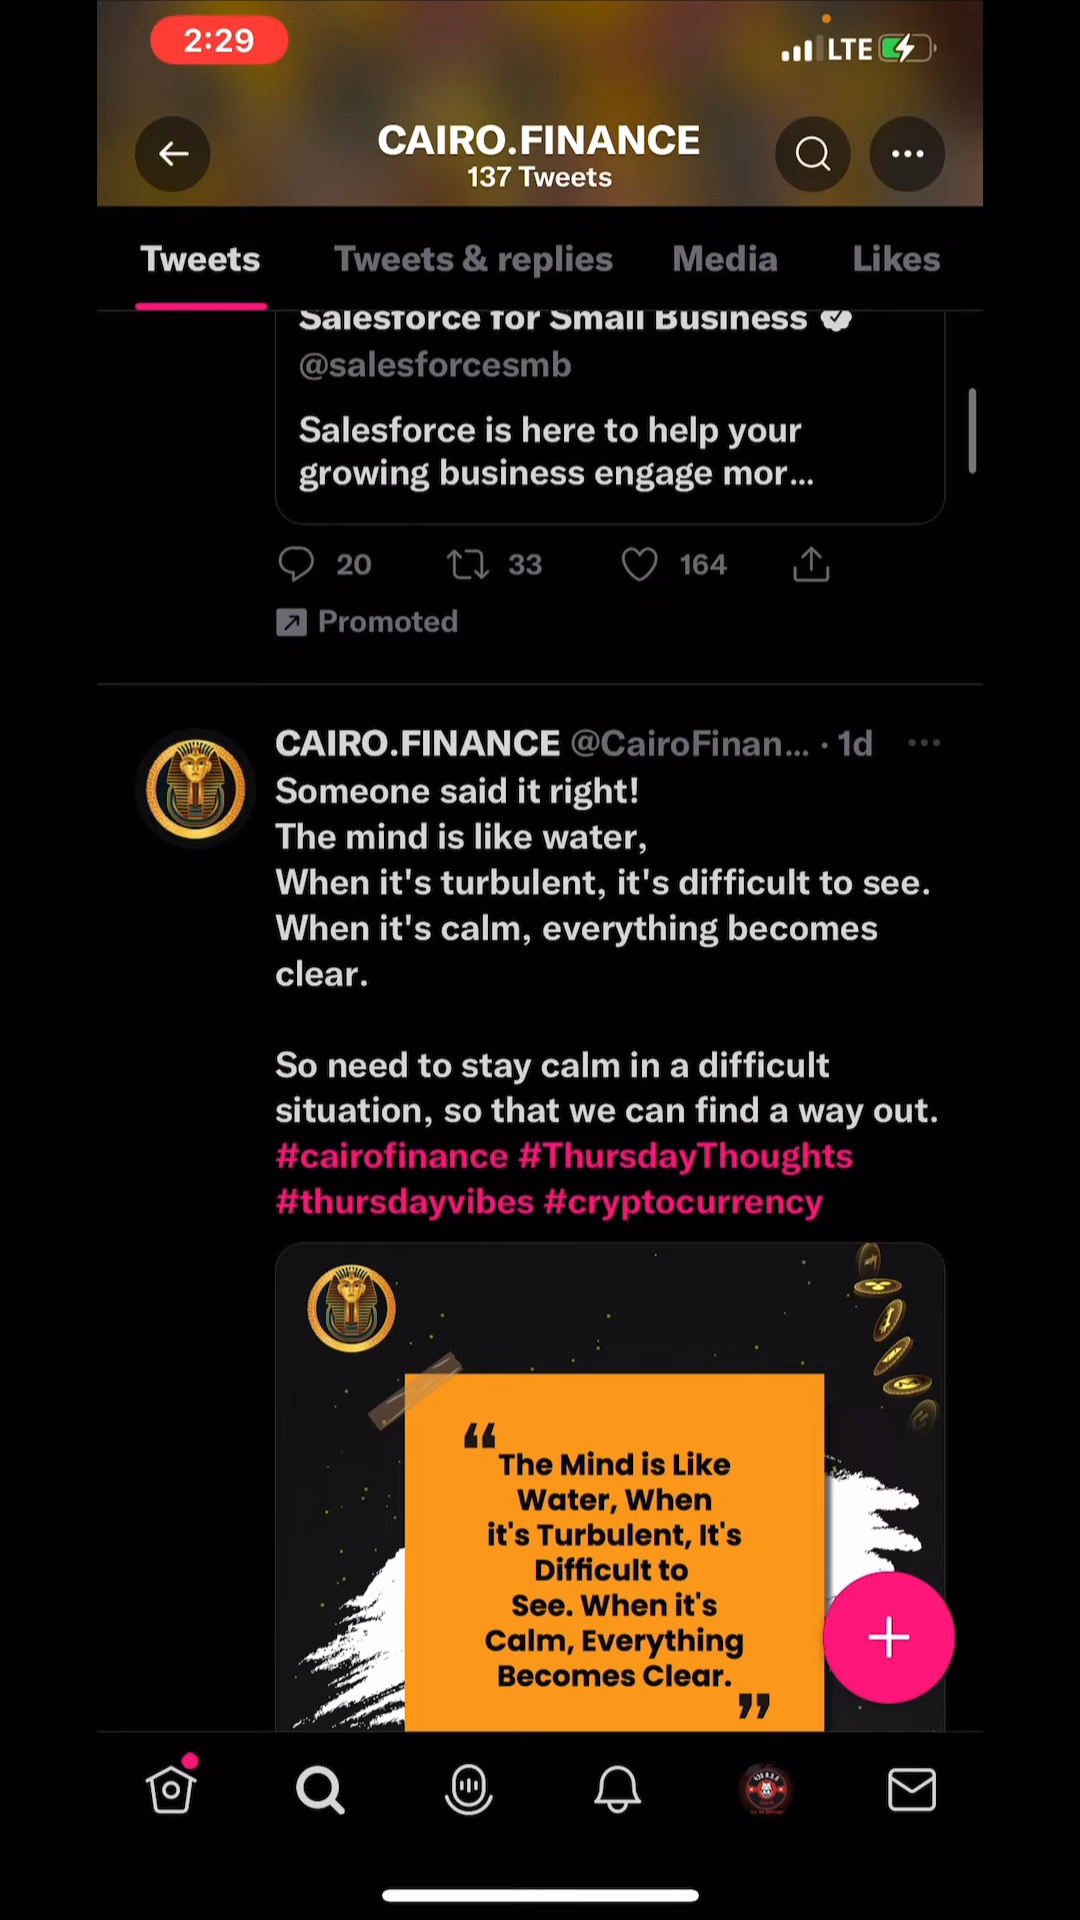 2:29
LTE
CAIRO.FINANCE
137 Tweets
Tweets Tweets & replies Media Likes
Salesforce for Small Business
@salesforcesmb
Salesforce is here to help your
growing business engage mor...
20 33 164
Promoted
CAIRO.FINANCE @CairoFinan... · 1d
Someone said it right!
The mind is like water,
When it's turbulent, it's difficult to see.
When it's calm, everything becomes
clear.
So need to stay calm in a difficult
situation, so that we can find a way out.
#cairofinance #ThursdayThoughts
#thursdayvibes #cryptocurrency
“The Mind is Like
Water, When
it's Turbulent, It's
Difficult to
See. When it's
Calm, Everything
Becomes Clear.”